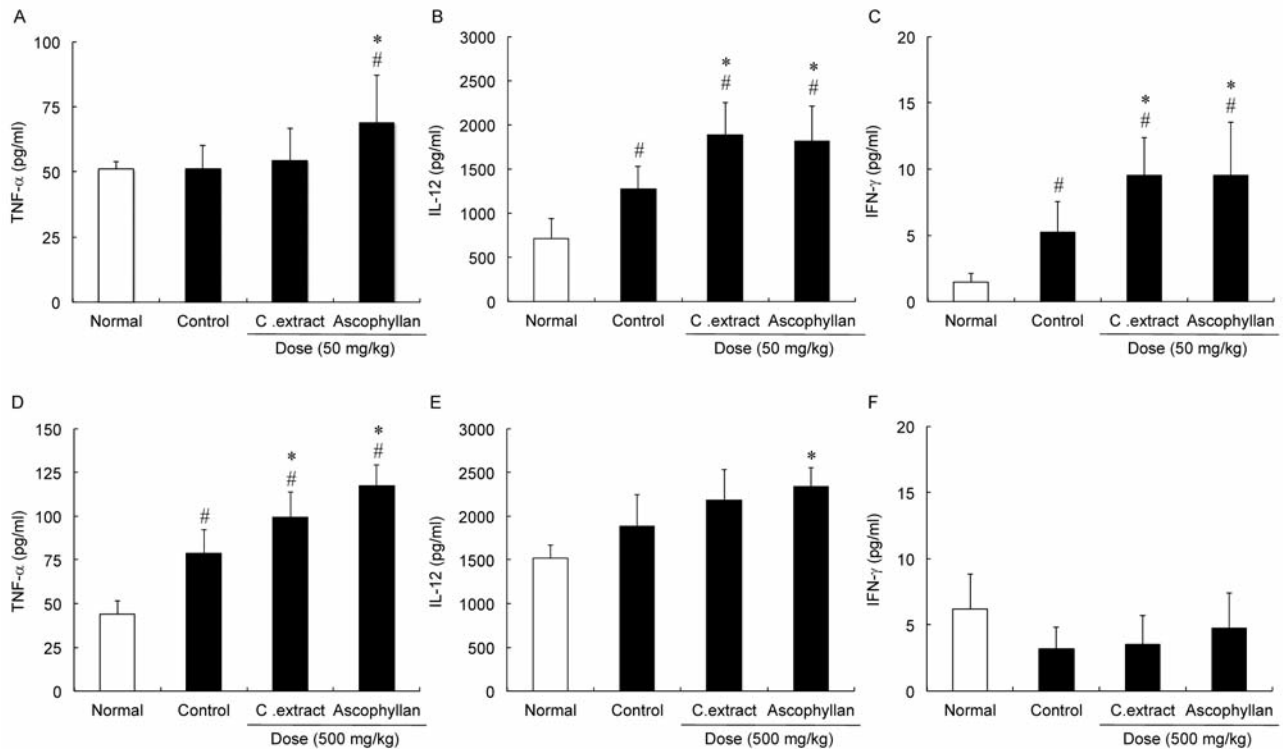 A
TNF-α (pg/ml)
100
75
50
25
0
*
#
Normal Control C .extract Ascophyllan
Dose (50 mg/kg)
B
IL-12 (pg/ml)
3000
2500
2000
1500
1000
500
0
* *
# # #
Normal Control C.extract Ascophyllan
Dose (50 mg/kg)
C
IFN-γ (pg/ml)
20
15
10
5
0
* *
# # #
Normal Control C .extract Ascophyllan
Dose (50 mg/kg)
D
TNF-α (pg/ml)
150
125
100
75
50
25
0
* *
# # #
Normal Control C .extract Ascophyllan
Dose (500 mg/kg)
E
IL-12 (pg/ml)
3000
2500
2000
1500
1000
500
0
*
Normal Control C.extract Ascophyllan
Dose (500 mg/kg)
F
IFN-γ (pg/ml)
20
15
10
5
0
Normal Control C.extract Ascophyllan
Dose (500 mg/kg)